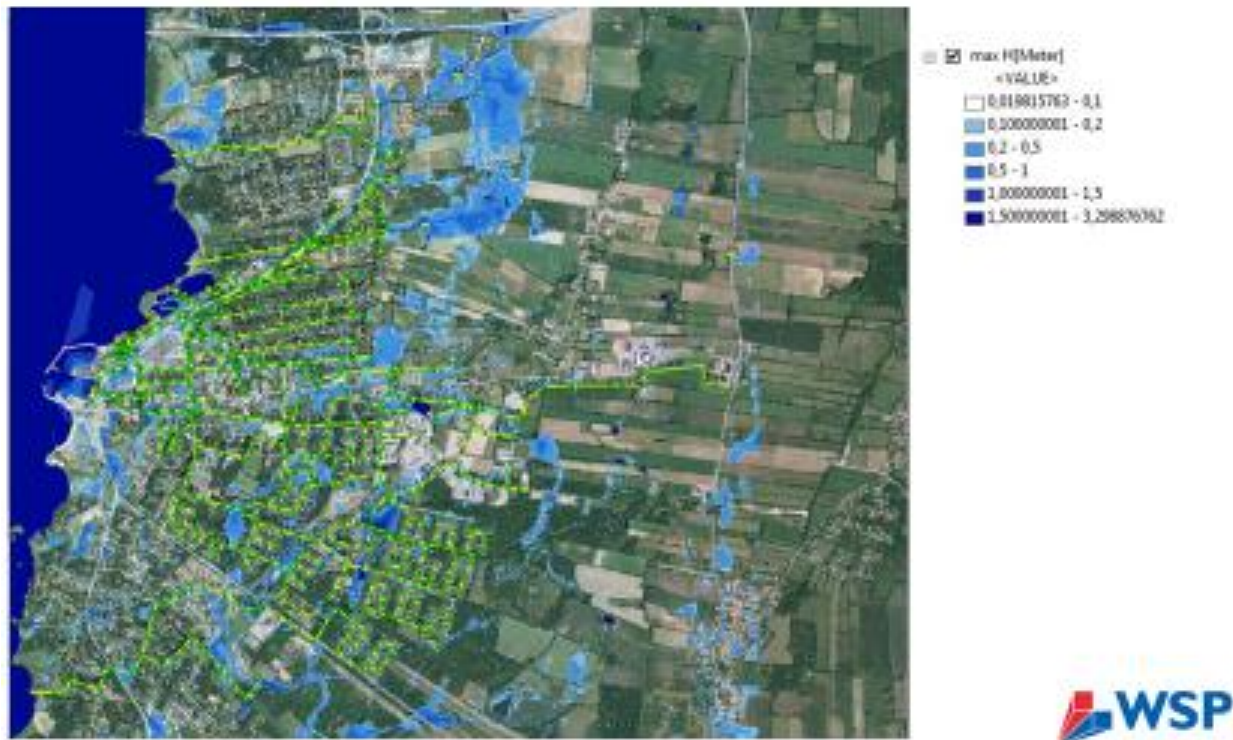 max H[Meter]
<VALUE>
0,019815763 - 0,1
0,100000001 - 0,2
0,2 - 0,5
0,5 - 1
1,000000001 - 1,5
1,500000001 - 3,298876762
WSP